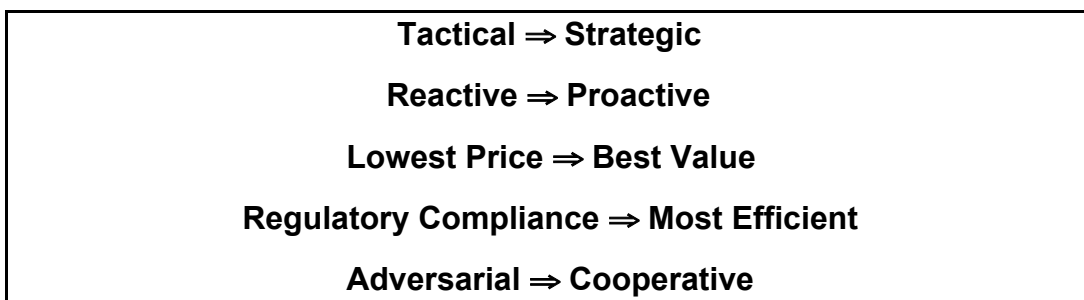 Tactical ⇒ Strategic
Reactive ⇒ Proactive
Lowest Price ⇒ Best Value
Regulatory Compliance ⇒ Most Efficient
Adversarial ⇒ Cooperative